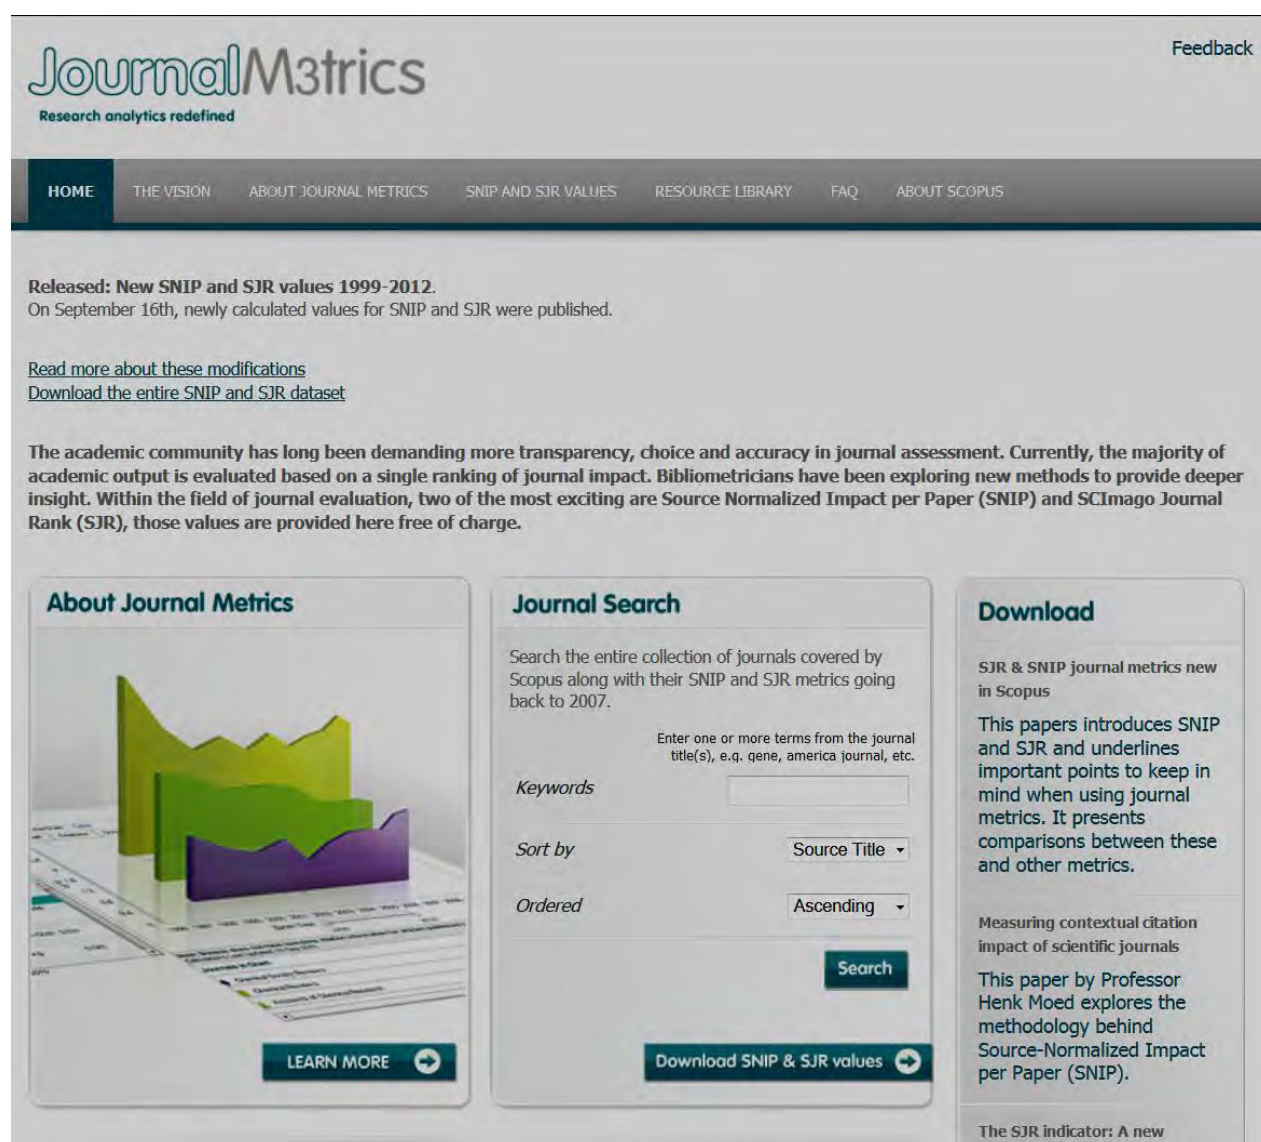 JournalM3trics
Research analytics redefined
Feedback
HOME THE VISION ABOUT JOURNAL METRICS SNIP AND SJR VALUES RESOURCE LIBRARY FAQ ABOUT SCOPUS
Released: New SNIP and SJR values 1999-2012.
On September 16th, newly calculated values for SNIP and SJR were published.
Read more about these modifications
Download the entire SNIP and SJR dataset
The academic community has long been demanding more transparency, choice and accuracy in journal assessment. Currently, the majority of
academic output is evaluated based on a single ranking of journal impact. Bibliometricians have been exploring new methods to provide deeper
insight. Within the field of journal evaluation, two of the most exciting are Source Normalized Impact per Paper (SNIP) and SCImago Journal
Rank (SJR), those values are provided here free of charge.
About Journal Metrics
LEARN MORE
Journal Search
Search the entire collection of journals covered by
Scopus along with their SNIP and SJR metrics going
back to 2007.
Enter one or more terms from the journal
title(s), e.g. gene, america journal, etc.
Keywords
Sort by Source Title
Ordered Ascending
Search
Download SNIP & SJR values
Download
SJR & SNIP journal metrics new
in Scopus
This papers introduces SNIP
and SJR and underlines
important points to keep in
mind when using journal
metrics. It presents
comparisons between these
and other metrics.
Measuring contextual citation
impact of scientific journals
This paper by Professor
Henk Moed explores the
methodology behind
Source-Normalized Impact
per Paper (SNIP).
The SJR indicator: A new